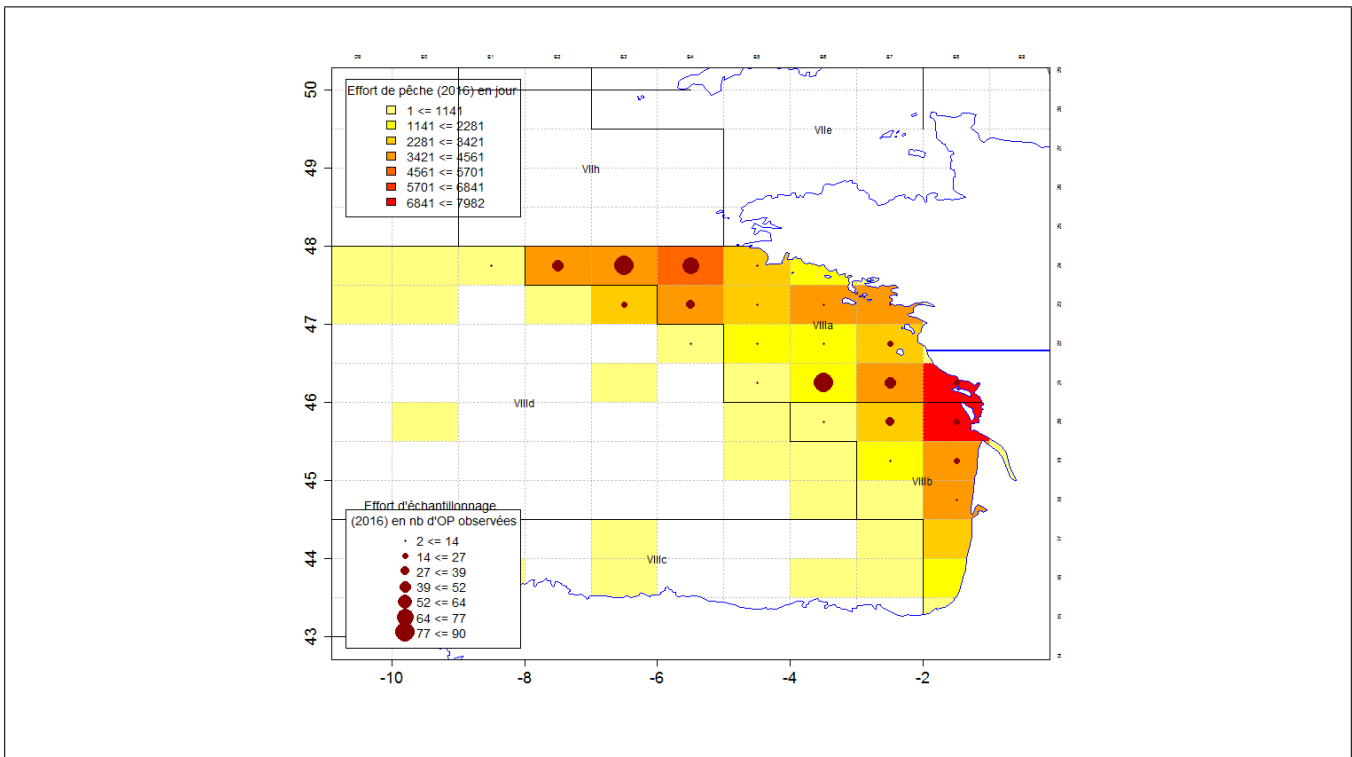 Effort de pêche (2016) en jour
1 <= 1141
1141 <= 2281
2281 <= 3421
3421 <= 4561
4561 <= 5701
5701 <= 6841
6841 <= 7982
VIIe
VIIh
VIIIa
VIIId
VIIIb
VIIIc
Effort d'échantillonnage
(2016) en nb d'OP observées
2 <= 14
14 <= 27
27 <= 39
39 <= 52
52 <= 64
64 <= 77
77 <= 90
50
49
48
47
46
45
44
43
-10
-8
-6
-4
-2